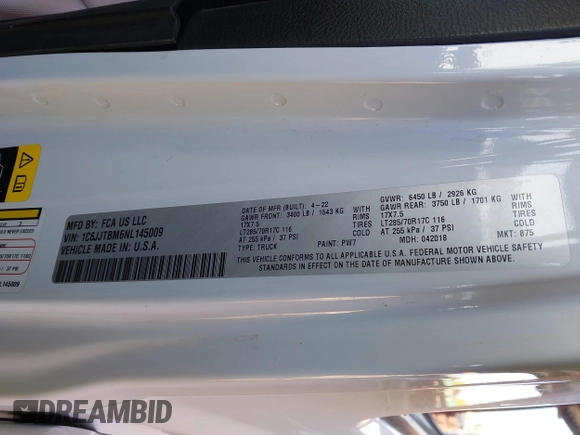 MFD BY: FCA US LLC
VIN: 1C6JJTBM6NL145009
VEHICLE MADE IN U.S.A.
DATE OF MFR (BUILT): 4-22
GAWR FRONT: 3400 LB / 1543 KG WITH
17X7.5 RIMS
LT285/70R17C 116 TIRES
AT 255 kPa / 37 PSI COLD
TYPE: TRUCK PAINT: PW7
GVWR: 6450 LB / 2926 KG
GAWR REAR: 3750 LB / 1701 KG WITH
17X7.5 RIMS
LT285/70R17C 116 TIRES
AT 255 kPa / 37 PSI COLD
MDH: 042018 MKT: 875
THIS VEHICLE CONFORMS TO ALL APPLICABLE U.S.A. FEDERAL MOTOR VEHICLE
SAFETY STANDARDS IN EFFECT ON THE DATE OF MANUFACTURE SHOWN ABOVE.
L145009
DREAMBID